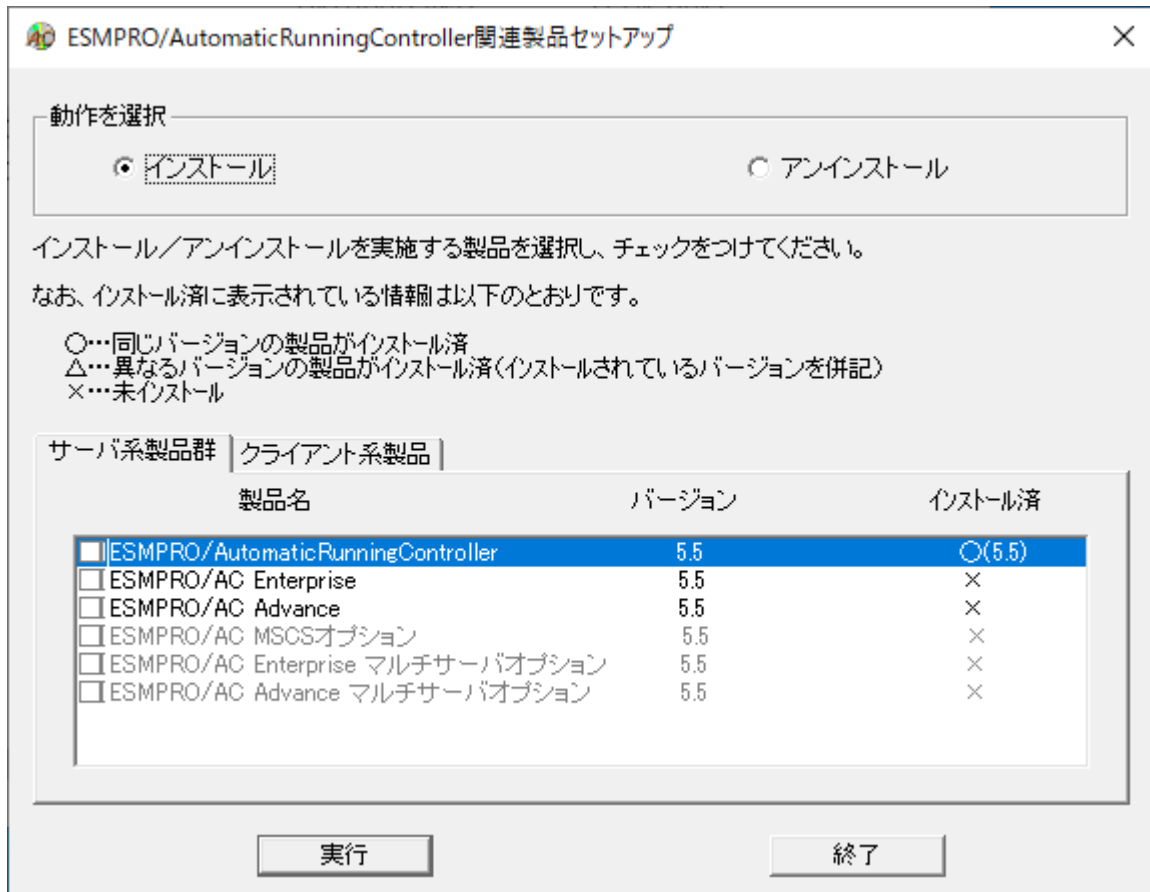 ESMPRO/AutomaticRunningController関連製品セットアップ
動作を選択
インストール アンインストール
インストール/アンインストールを実施する製品を選択し、チェックをつけてください。
なお、インストール済に表示されている情報は以下のとおりです。
○…同じバージョンの製品がインストール済
△…異なるバージョンの製品がインストール済(インストールされているバージョンを併記)
×…未インストール
サーバ系製品群 クライアント系製品
製品名 バージョン インストール済
ESMPRO/AutomaticRunningController 5.5 ○(5.5)
ESMPRO/AC Enterprise 5.5 ×
ESMPRO/AC Advance 5.5 ×
ESMPRO/AC MSCSオプション 5.5 ×
ESMPRO/AC Enterprise マルチサーバオプション 5.5 ×
ESMPRO/AC Advance マルチサーバオプション 5.5 ×
実行 終了